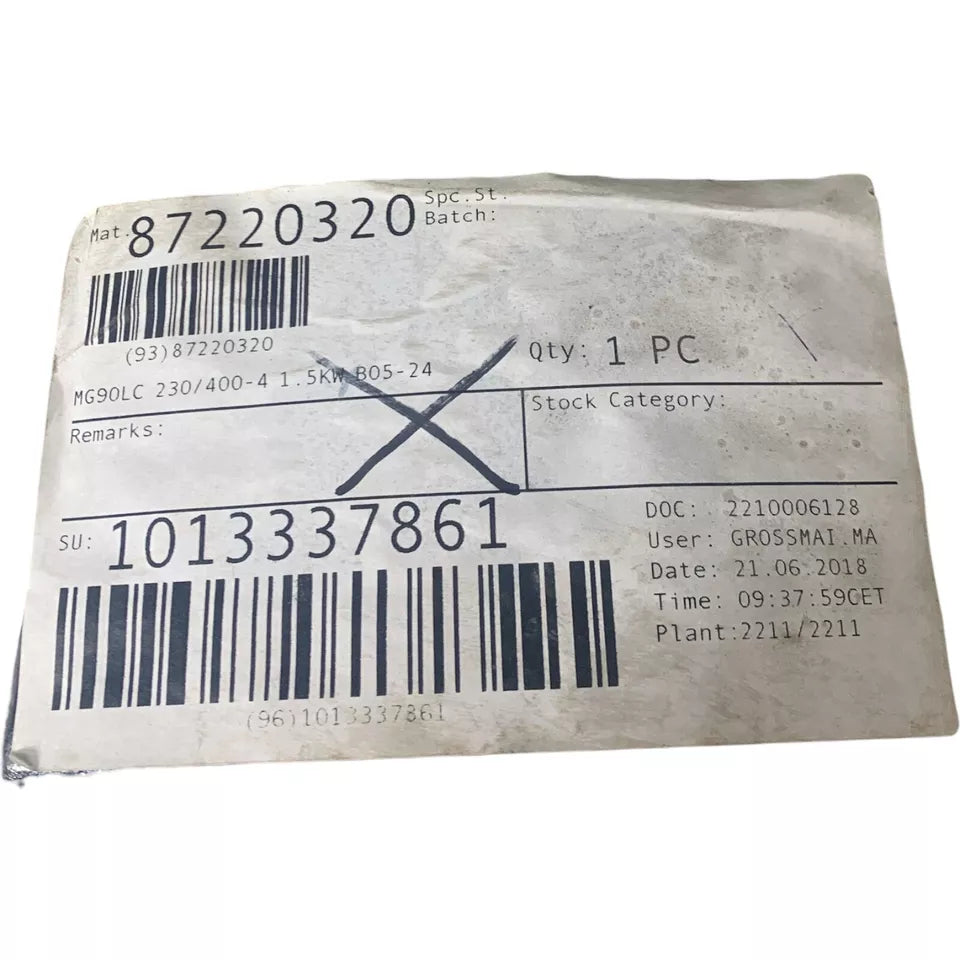 Mat. 87220320 Spc.St.
Batch:
(93)87220320
Qty: 1 PC
MG90LC 230/400-4 1.5KW B05-24
Remarks:
Stock Category:
SU: 1013337861
(96)1013337861
DOC: 2210006128
User: GROSSMAI.MA
Date: 21.06.2018
Time: 09:37:59CET
Plant:2211/2211